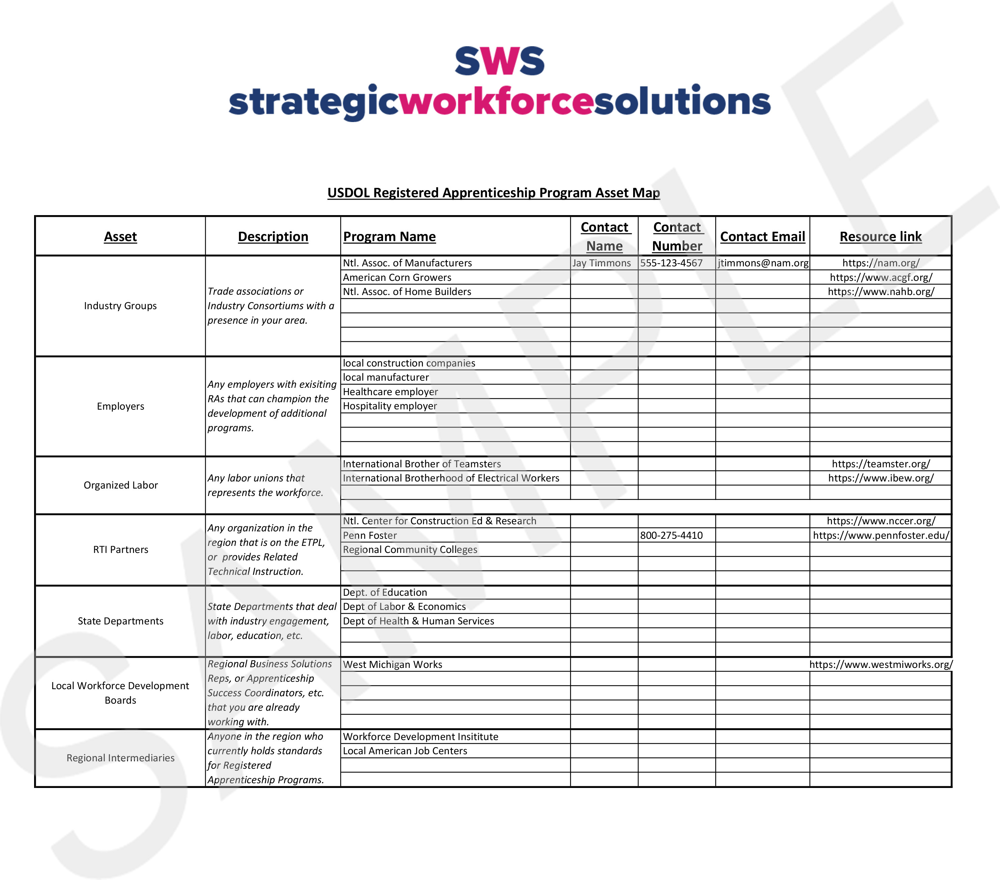 sws
strategicworkforcesolutions
USDOL Registered Apprenticeship Program Asset Map
Asset
Description
Program Name
Contact
Name
Contact
Number
Contact Email
Resource link
Industry Groups
Trade associations or
Industry Consortiums with a
presence in your area.
Ntl. Assoc. of Manufacturers
Jay Timmons
555-123-4567
jtimmons@nam.org
https://nam.org/
American Corn Growers
https://www.acgf.org/
Ntl. Assoc. of Home Builders
https://www.nahb.org/
Employers
Any employers with exisiting
RAs that can champion the
development of additional
programs.
local construction companies
local manufacturer
Healthcare employer
Hospitality employer
Organized Labor
Any labor unions that
represents the workforce.
International Brother of Teamsters
https://teamster.org/
International Brotherhood of Electrical Workers
https://www.ibew.org/
RTI Partners
Any organization in the
region that is on the ETPL,
or  provides Related
Technical Instruction.
Ntl. Center for Construction Ed & Research
https://www.nccer.org/
Penn Foster
800-275-4410
https://www.pennfoster.edu/
Regional Community Colleges
State Departments
State Departments that deal
with industry engagement,
labor, education, etc.
Dept. of Education
Dept of Labor & Economics
Dept of Health & Human Services
Local Workforce Development
Boards
Regional Business Solutions
Reps, or Apprenticeship
Success Coordinators, etc.
that you are already
working with.
West Michigan Works
https://www.westmiworks.org/
Regional Intermediaries
Anyone in the region who
currently holds standards
for Registered
Apprenticeship Programs.
Workforce Development Insititute
Local American Job Centers
SAMPLE